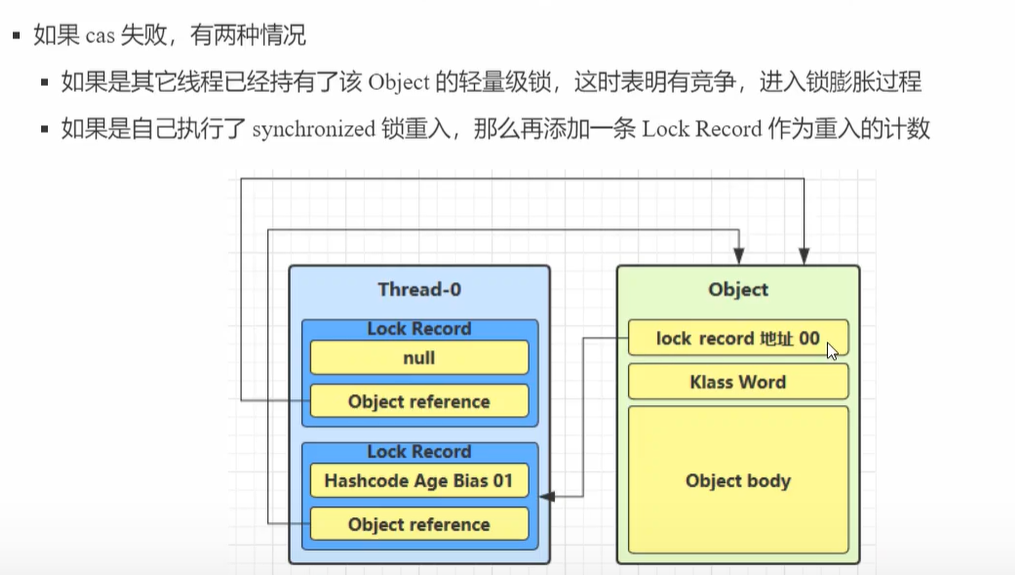 如果 cas 失败，有两种情况
如果是其它线程已经持有了该 Object 的轻量级锁，这时表明有竞争，进入锁膨胀过程
如果是自己执行了 synchronized 锁重入，那么再添加一条 Lock Record 作为重入的计数
Thread-0
Lock Record
null
Object reference
Lock Record
Hashcode Age Bias 01
Object reference
Object
lock record 地址 00
Klass Word
Object body